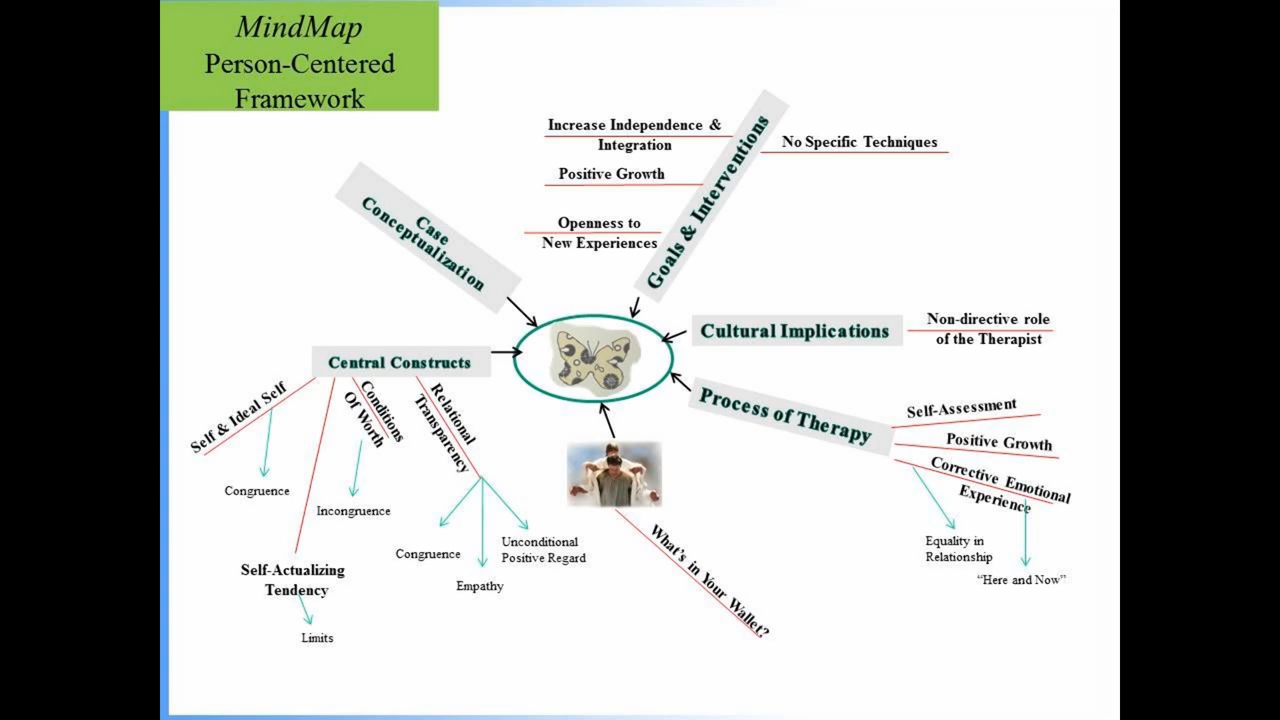 MindMap
Person-Centered
Framework
Increase Independence &
Integration
Positive Growth
Openness to
New Experiences
Goals & Interventions
No Specific Techniques
Case
Conceptualization
Cultural Implications
Non-directive role
of the Therapist
Central Constructs
Self & Ideal Self
Congruence
Self-Actualizing
Tendency
Limits
Conditions
Of Worth
Incongruence
Relational
Transparency
Congruence
Empathy
Unconditional
Positive Regard
What's in Your Wallet?
Process of Therapy
Self-Assessment
Positive Growth
Corrective Emotional
Experience
Equality in
Relationship
“Here and Now”